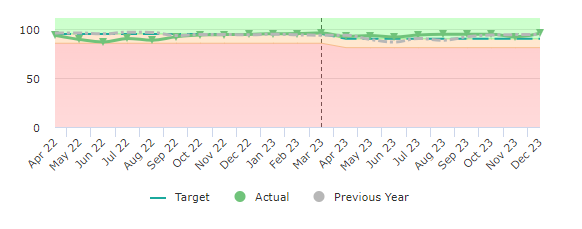 100
50
0
Apr 22
May 22
Jun 22
Jul 22
Aug 22
Sep 22
Oct 22
Nov 22
Dec 22
Jan 23
Feb 23
Mar 23
Apr 23
May 23
Jun 23
Jul 23
Aug 23
Sep 23
Oct 23
Nov 23
Dec 23
Target
Actual
Previous Year